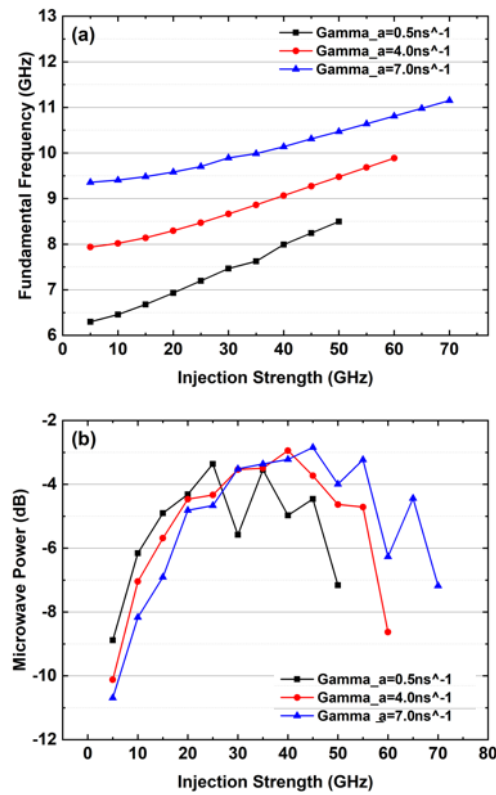 (a)
Gamma_a=0.5ns^-1
Gamma_a=4.0ns^-1
Gamma_a=7.0ns^-1
Fundamental Frequency (GHz)
13
12
11
10
9
8
7
6
0 10 20 30 40 50 60 70 80
Injection Strength (GHz)
(b)
Microwave Power (dB)
-2
-4
-6
-8
-10
-12
Gamma_a=0.5ns^-1
Gamma_a=4.0ns^-1
Gamma_a=7.0ns^-1
0 10 20 30 40 50 60 70 80
Injection Strength (GHz)